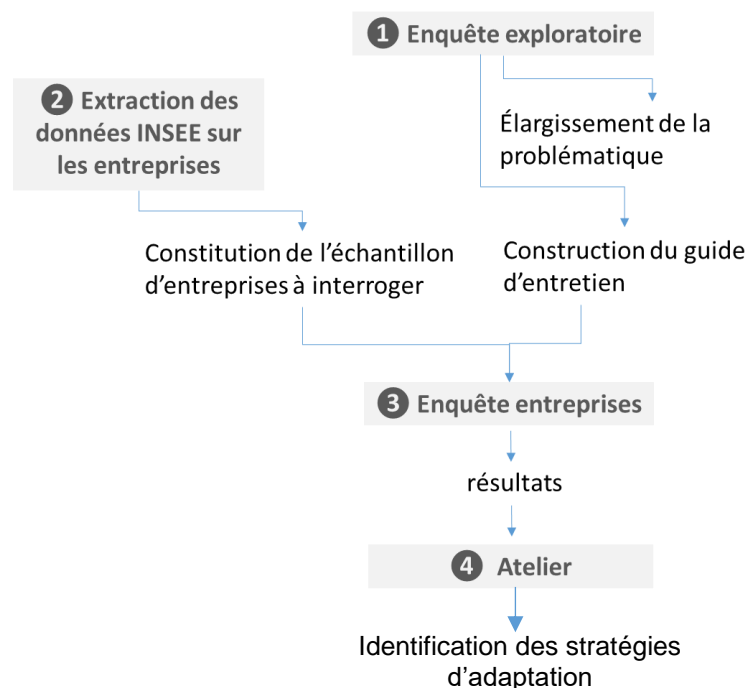 1 Enquête exploratoire
2 Extraction des
données INSEE sur
les entreprises
Élargissement de la
problématique
Constitution de l’échantillon
d’entreprises à interroger
Construction du guide
d’entretien
3 Enquête entreprises
résultats
4 Atelier
Identification des stratégies
d’adaptation